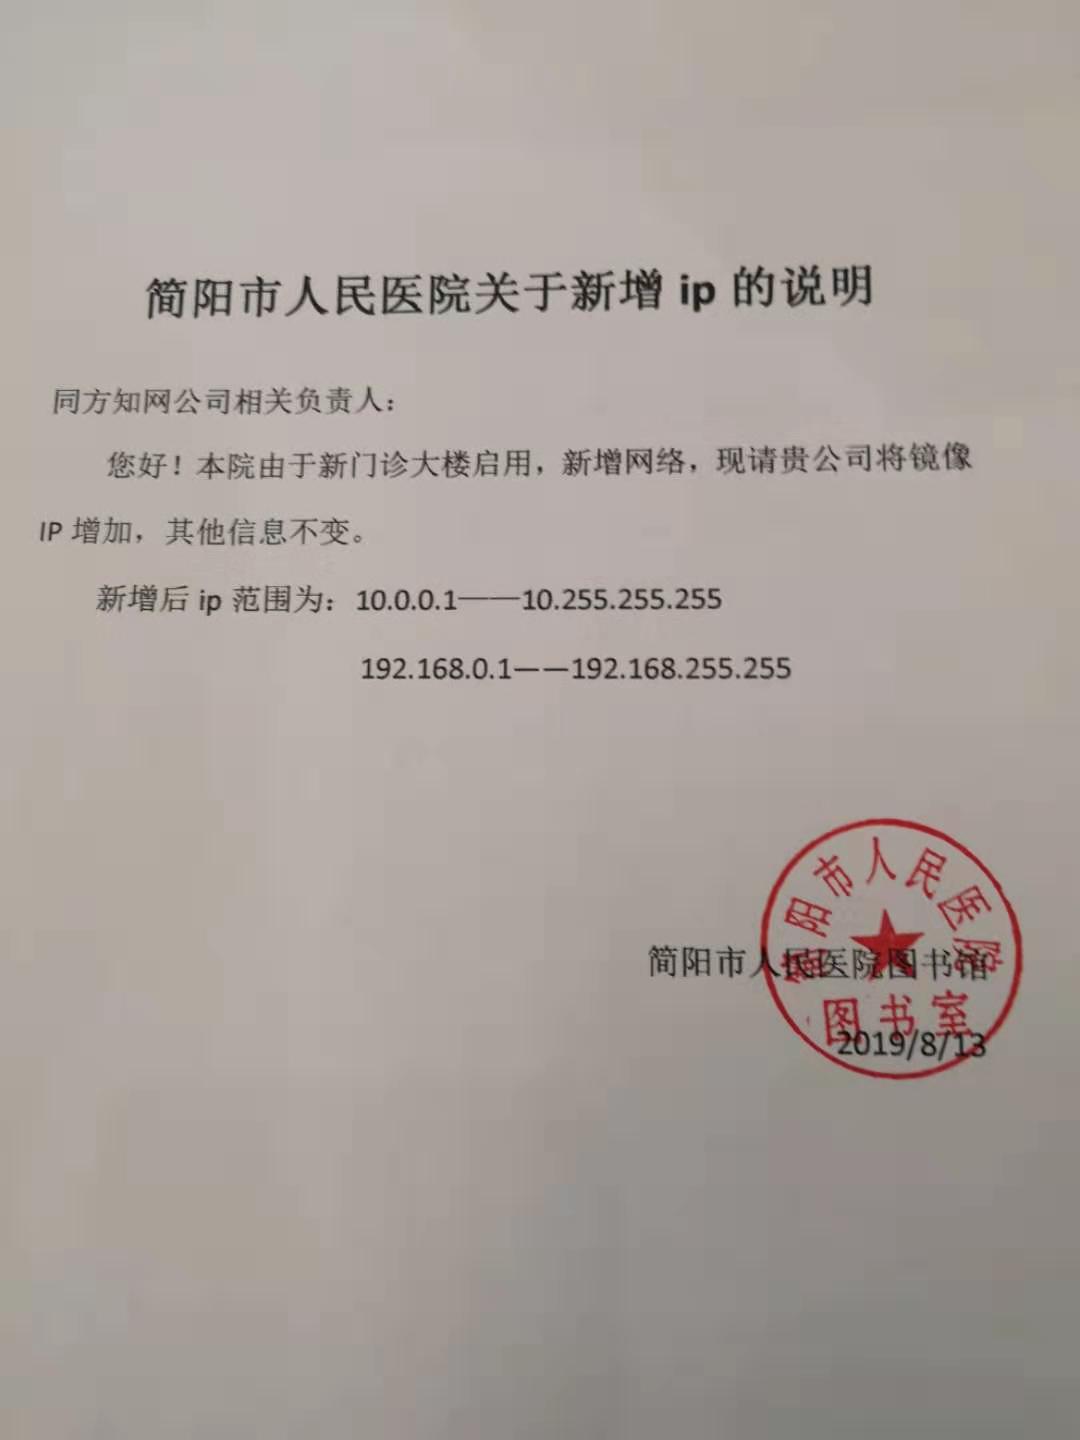 简阳市人民医院关于新增 ip 的说明
同方知网公司相关负责人：
您好！本院由于新门诊大楼启用，新增网络，现请贵公司将镜像
IP 增加，其他信息不变。
新增后 ip 范围为：10.0.0.1——10.255.255.255
192.168.0.1——192.168.255.255
简阳市人民医院图书馆
2019/8/13
简阳市人民医院
图书室